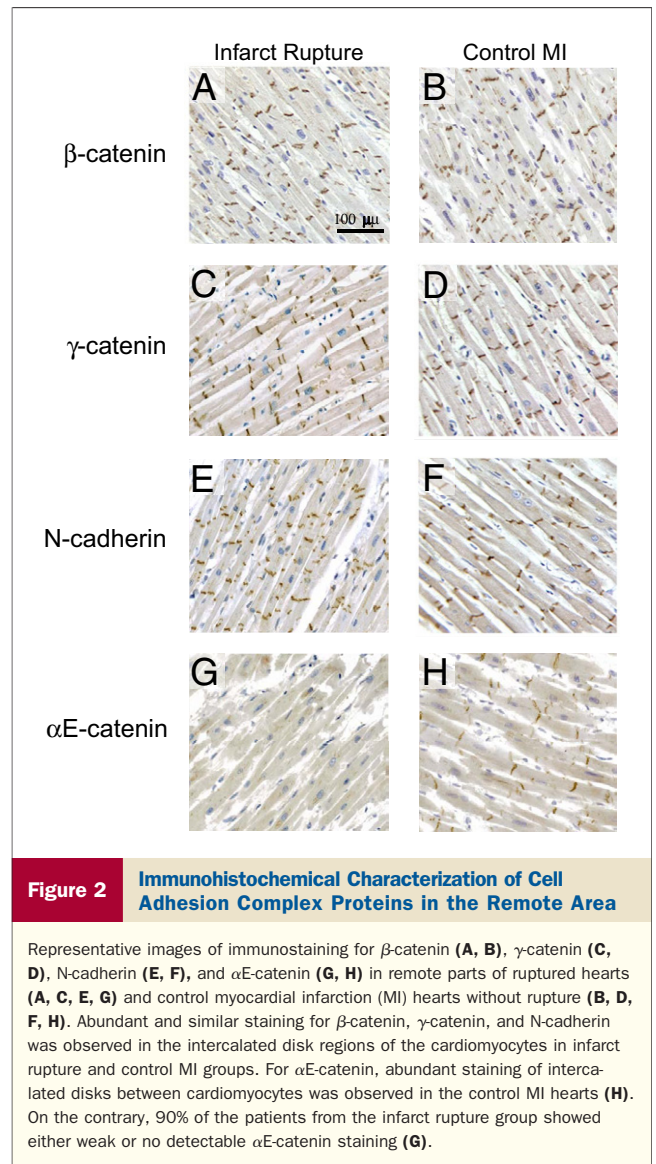 Infarct Rupture Control MI
A B
β-catenin
100 µµ
C D
γ-catenin
E F
N-cadherin
G H
αE-catenin
Figure 2 Immunohistochemical Characterization of Cell
Adhesion Complex Proteins in the Remote Area
Representative images of immunostaining for β-catenin (A, B), γ-catenin (C,
D), N-cadherin (E, F), and αE-catenin (G, H) in remote parts of ruptured hearts
(A, C, E, G) and control myocardial infarction (MI) hearts without rupture (B, D,
F, H). Abundant and similar staining for β-catenin, γ-catenin, and N-cadherin
was observed in the intercalated disk regions of the cardiomyocytes in infarct
rupture and control MI groups. For αE-catenin, abundant staining of interca-
lated disks between cardiomyocytes was observed in the control MI hearts (H).
On the contrary, 90% of the patients from the infarct rupture group showed
either weak or no detectable αE-catenin staining (G).